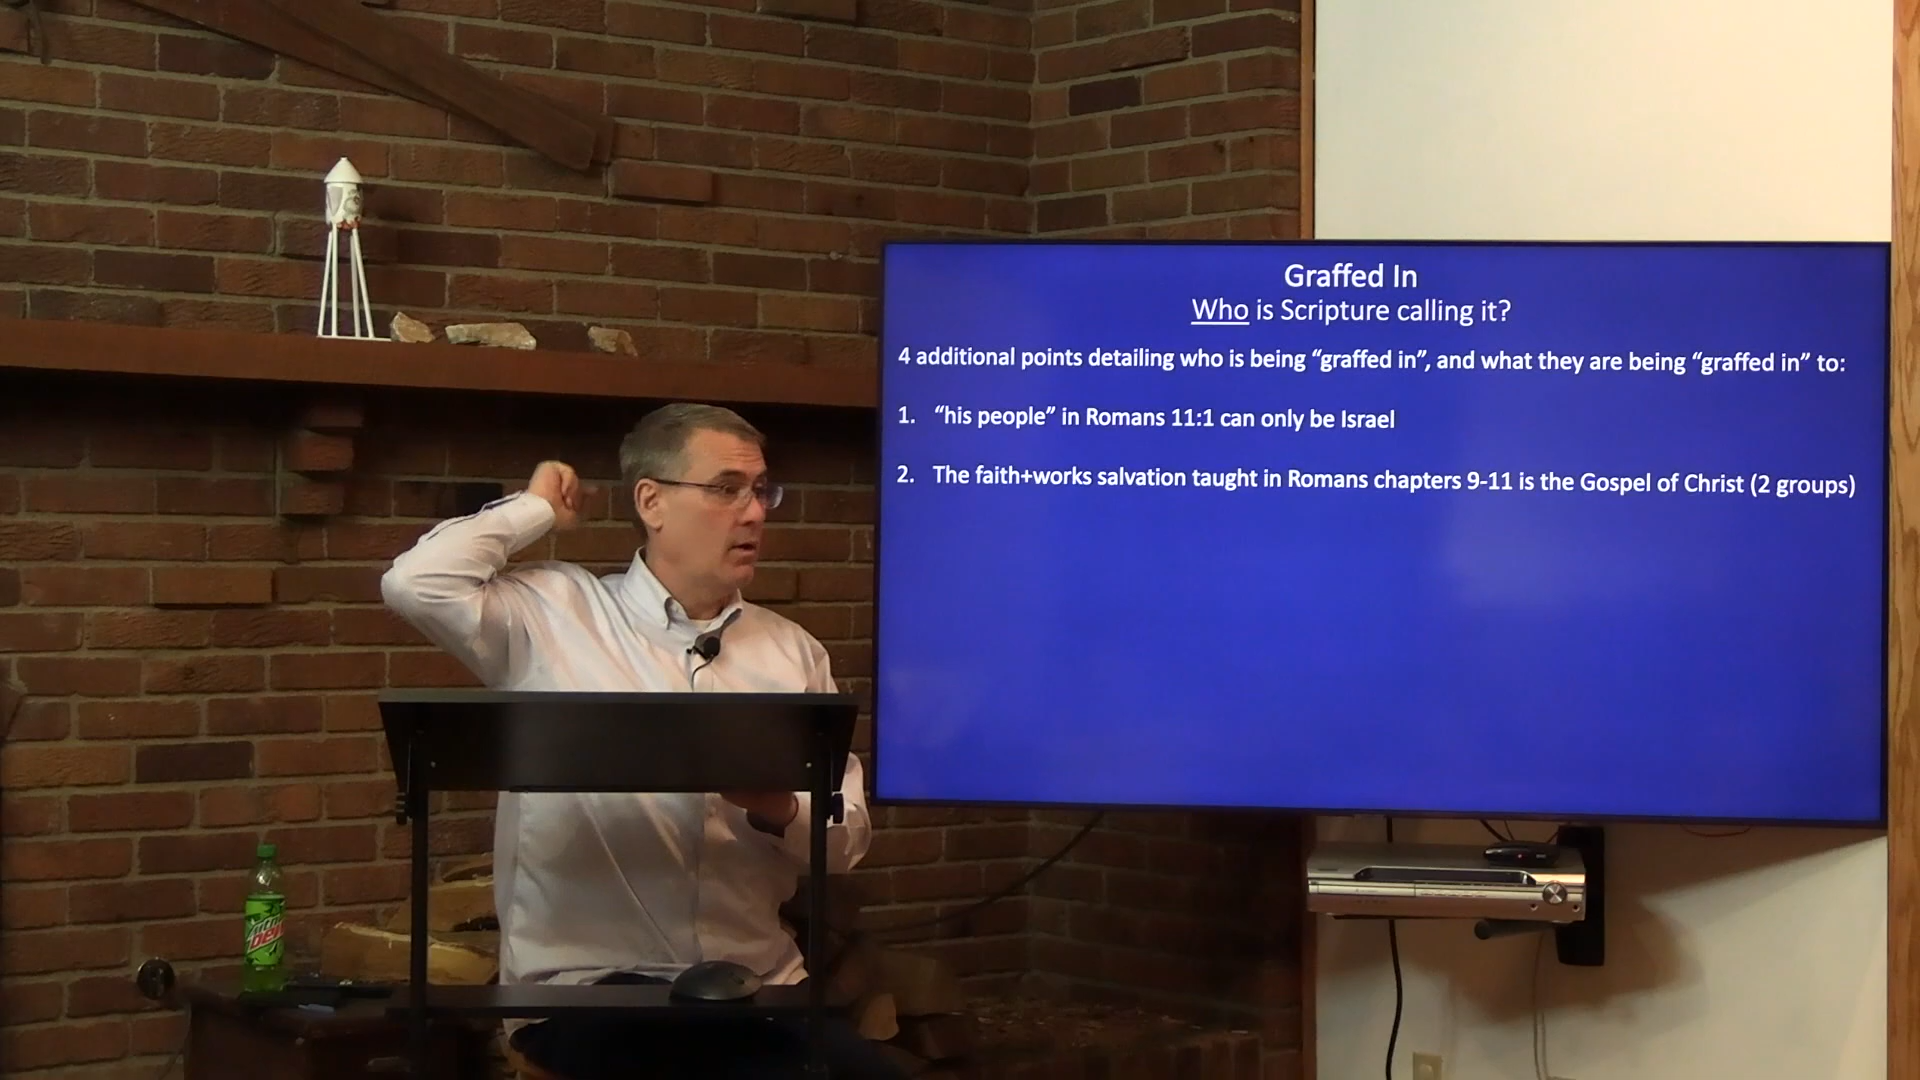 Graffed In
Who is Scripture calling it?
4 additional points detailing who is being “graffed in”, and what they are being “graffed in” to:
1. “his people” in Romans 11:1 can only be Israel
2. The faith+works salvation taught in Romans chapters 9-11 is the Gospel of Christ (2 groups)
mtn
DEW